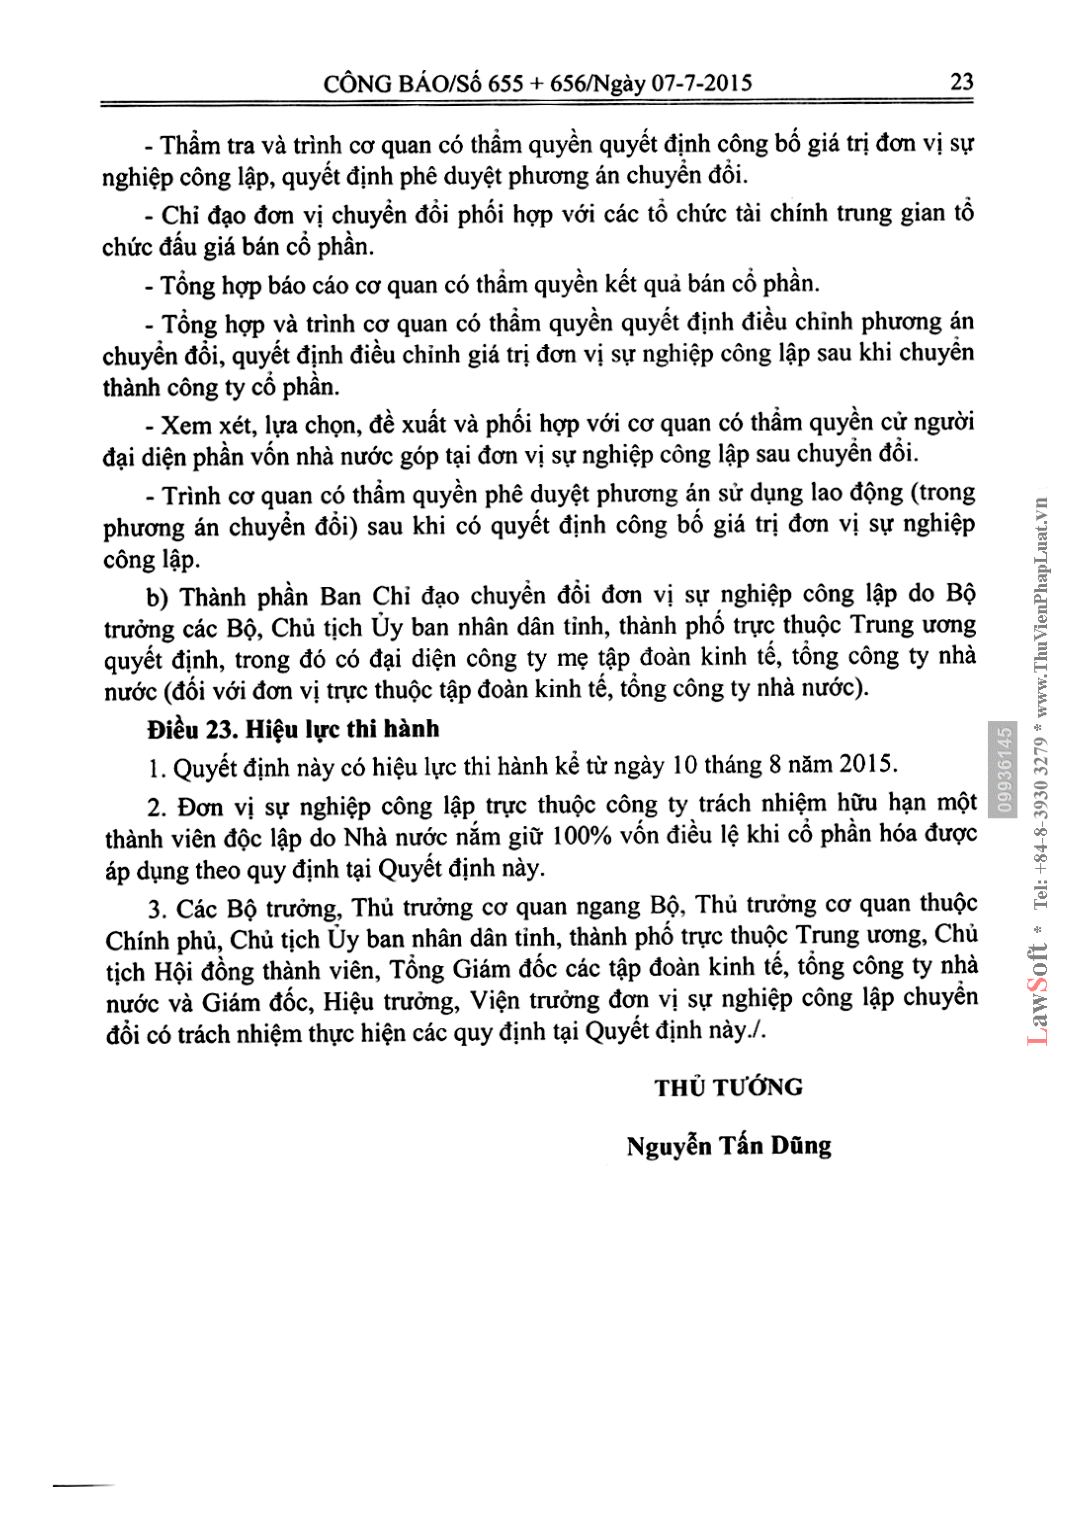 CÔNG BÁO/Số 655 + 656/Ngày 07-7-2015 23
- Thẩm tra và trình cơ quan có thẩm quyền quyết định công bố giá trị đơn vị sự
nghiệp công lập, quyết định phê duyệt phương án chuyển đổi.
- Chỉ đạo đơn vị chuyển đổi phối hợp với các tổ chức tài chính trung gian tổ
chức đấu giá bán cổ phần.
- Tổng hợp báo cáo cơ quan có thẩm quyền kết quả bán cổ phần.
- Tổng hợp và trình cơ quan có thẩm quyền quyết định điều chỉnh phương án
chuyển đổi, quyết định điều chỉnh giá trị đơn vị sự nghiệp công lập sau khi chuyển
thành công ty cổ phần.
- Xem xét, lựa chọn, đề xuất và phối hợp với cơ quan có thẩm quyền cử người
đại diện phần vốn nhà nước góp tại đơn vị sự nghiệp công lập sau chuyển đổi.
- Trình cơ quan có thẩm quyền phê duyệt phương án sử dụng lao động (trong
phương án chuyển đổi) sau khi có quyết định công bố giá trị đơn vị sự nghiệp
công lập.
b) Thành phần Ban Chỉ đạo chuyển đổi đơn vị sự nghiệp công lập do Bộ
trưởng các Bộ, Chủ tịch Ủy ban nhân dân tỉnh, thành phố trực thuộc Trung ương
quyết định, trong đó có đại diện công ty mẹ tập đoàn kinh tế, tổng công ty nhà
nước (đối với đơn vị trực thuộc tập đoàn kinh tế, tổng công ty nhà nước).
Điều 23. Hiệu lực thi hành
1. Quyết định này có hiệu lực thi hành kể từ ngày 10 tháng 8 năm 2015.
2. Đơn vị sự nghiệp công lập trực thuộc công ty trách nhiệm hữu hạn một
thành viên độc lập do Nhà nước nắm giữ 100% vốn điều lệ khi cổ phần hóa được
áp dụng theo quy định tại Quyết định này.
3. Các Bộ trưởng, Thủ trưởng cơ quan ngang Bộ, Thủ trưởng cơ quan thuộc
Chính phủ, Chủ tịch Ủy ban nhân dân tỉnh, thành phố trực thuộc Trung ương, Chủ
tịch Hội đồng thành viên, Tổng Giám đốc các tập đoàn kinh tế, tổng công ty nhà
nước và Giám đốc, Hiệu trưởng, Viện trưởng đơn vị sự nghiệp công lập chuyển
đổi có trách nhiệm thực hiện các quy định tại Quyết định này./.
THỦ TƯỚNG
Nguyễn Tấn Dũng
09936145
LawSoft * Tel: +84-8-3930 3279 * www.ThuVienPhapLuat.vn